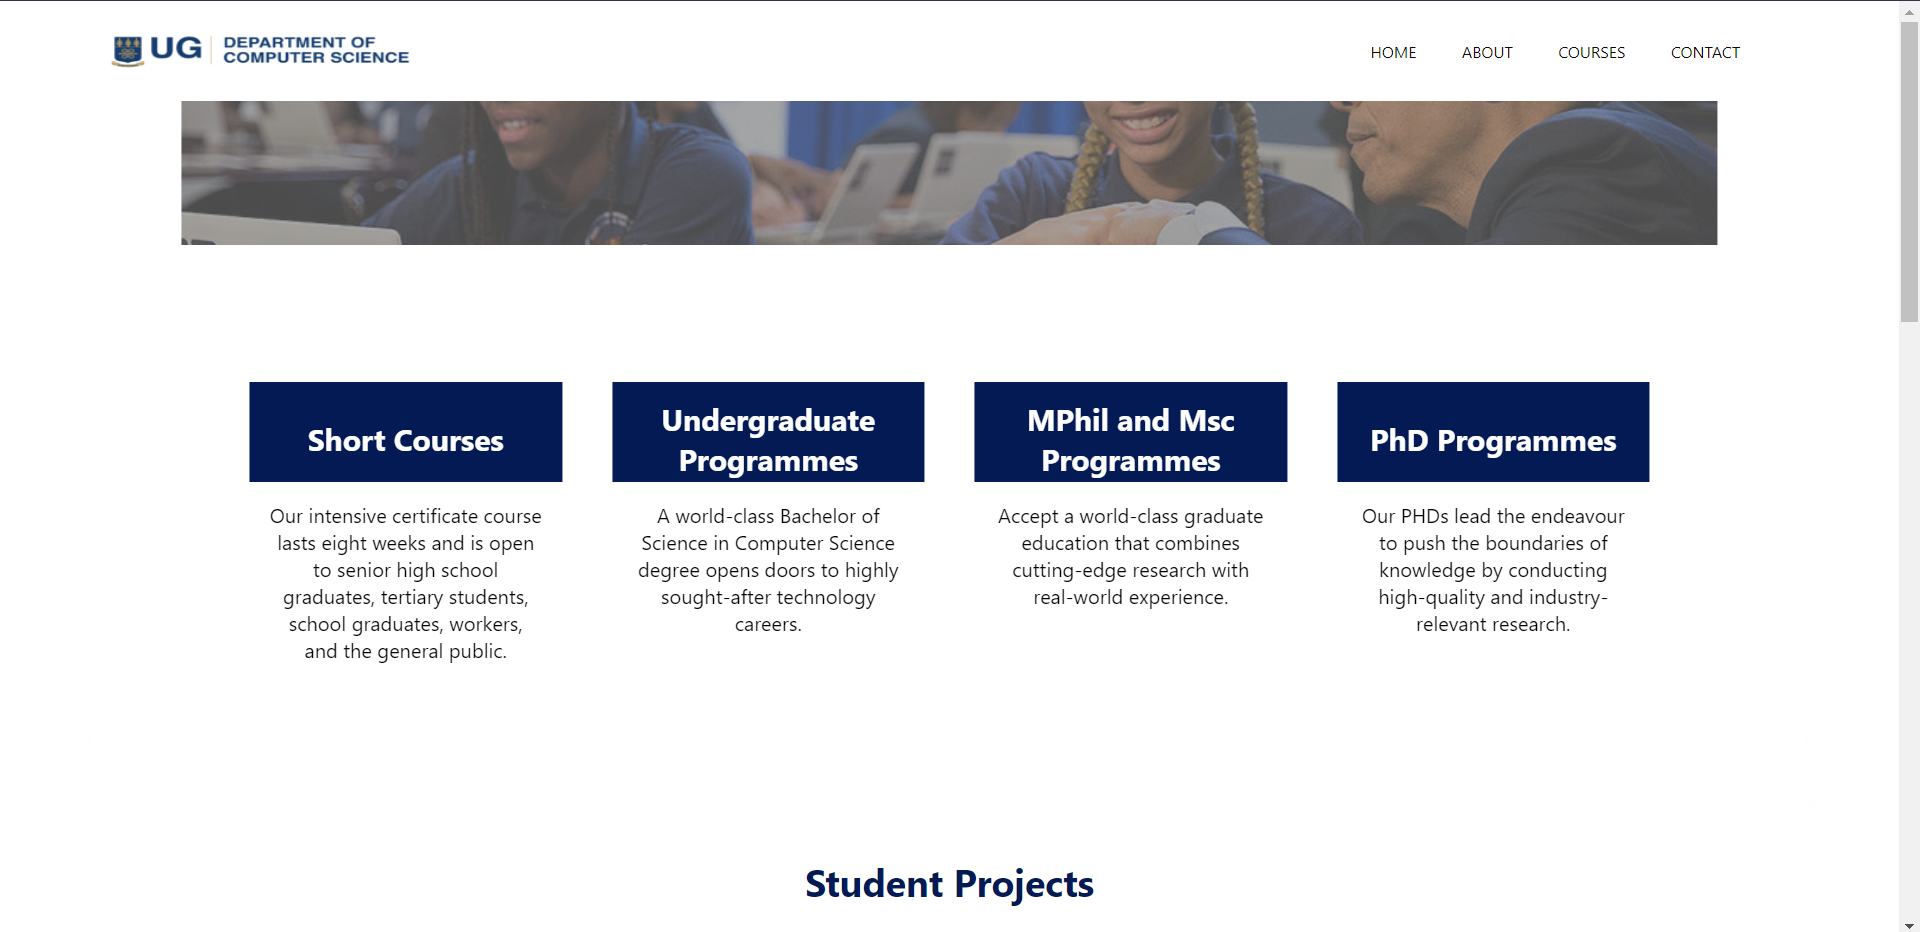 UG DEPARTMENT OF
COMPUTER SCIENCE
HOME ABOUT COURSES CONTACT
Short Courses
Our intensive certificate course
lasts eight weeks and is open
to senior high school
graduates, tertiary students,
school graduates, workers,
and the general public.
Undergraduate
Programmes
A world-class Bachelor of
Science in Computer Science
degree opens doors to highly
sought-after technology
careers.
MPhil and Msc
Programmes
Accept a world-class graduate
education that combines
cutting-edge research with
real-world experience.
PhD Programmes
Our PHDs lead the endeavour
to push the boundaries of
knowledge by conducting
high-quality and industry-
relevant research.
Student Projects